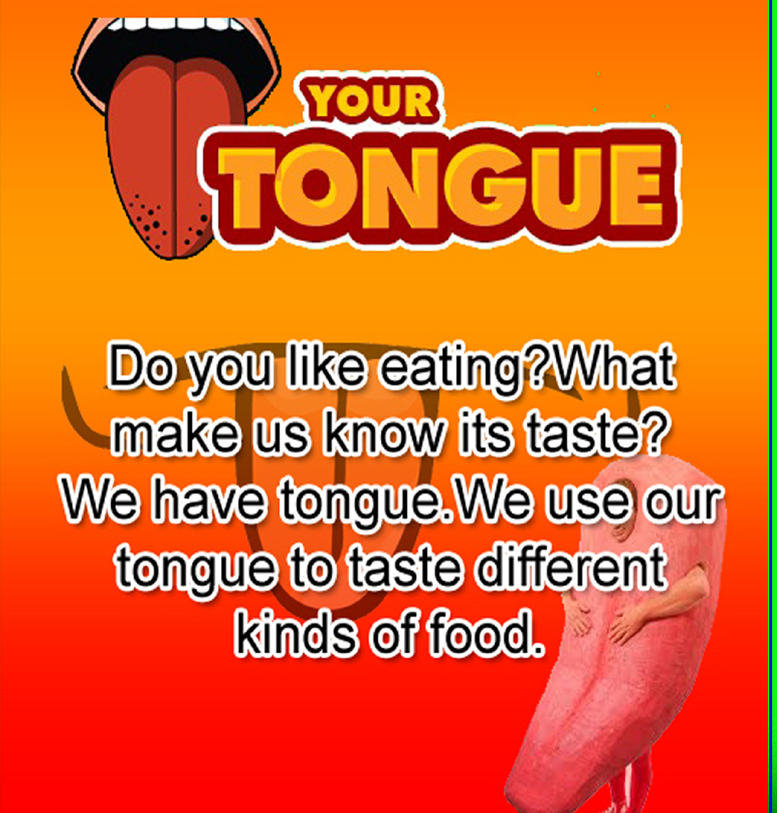 YOUR
TONGUE
Do you like eating?What
make us know its taste?
We have tongue.We use our
tongue to taste different
kinds of food.